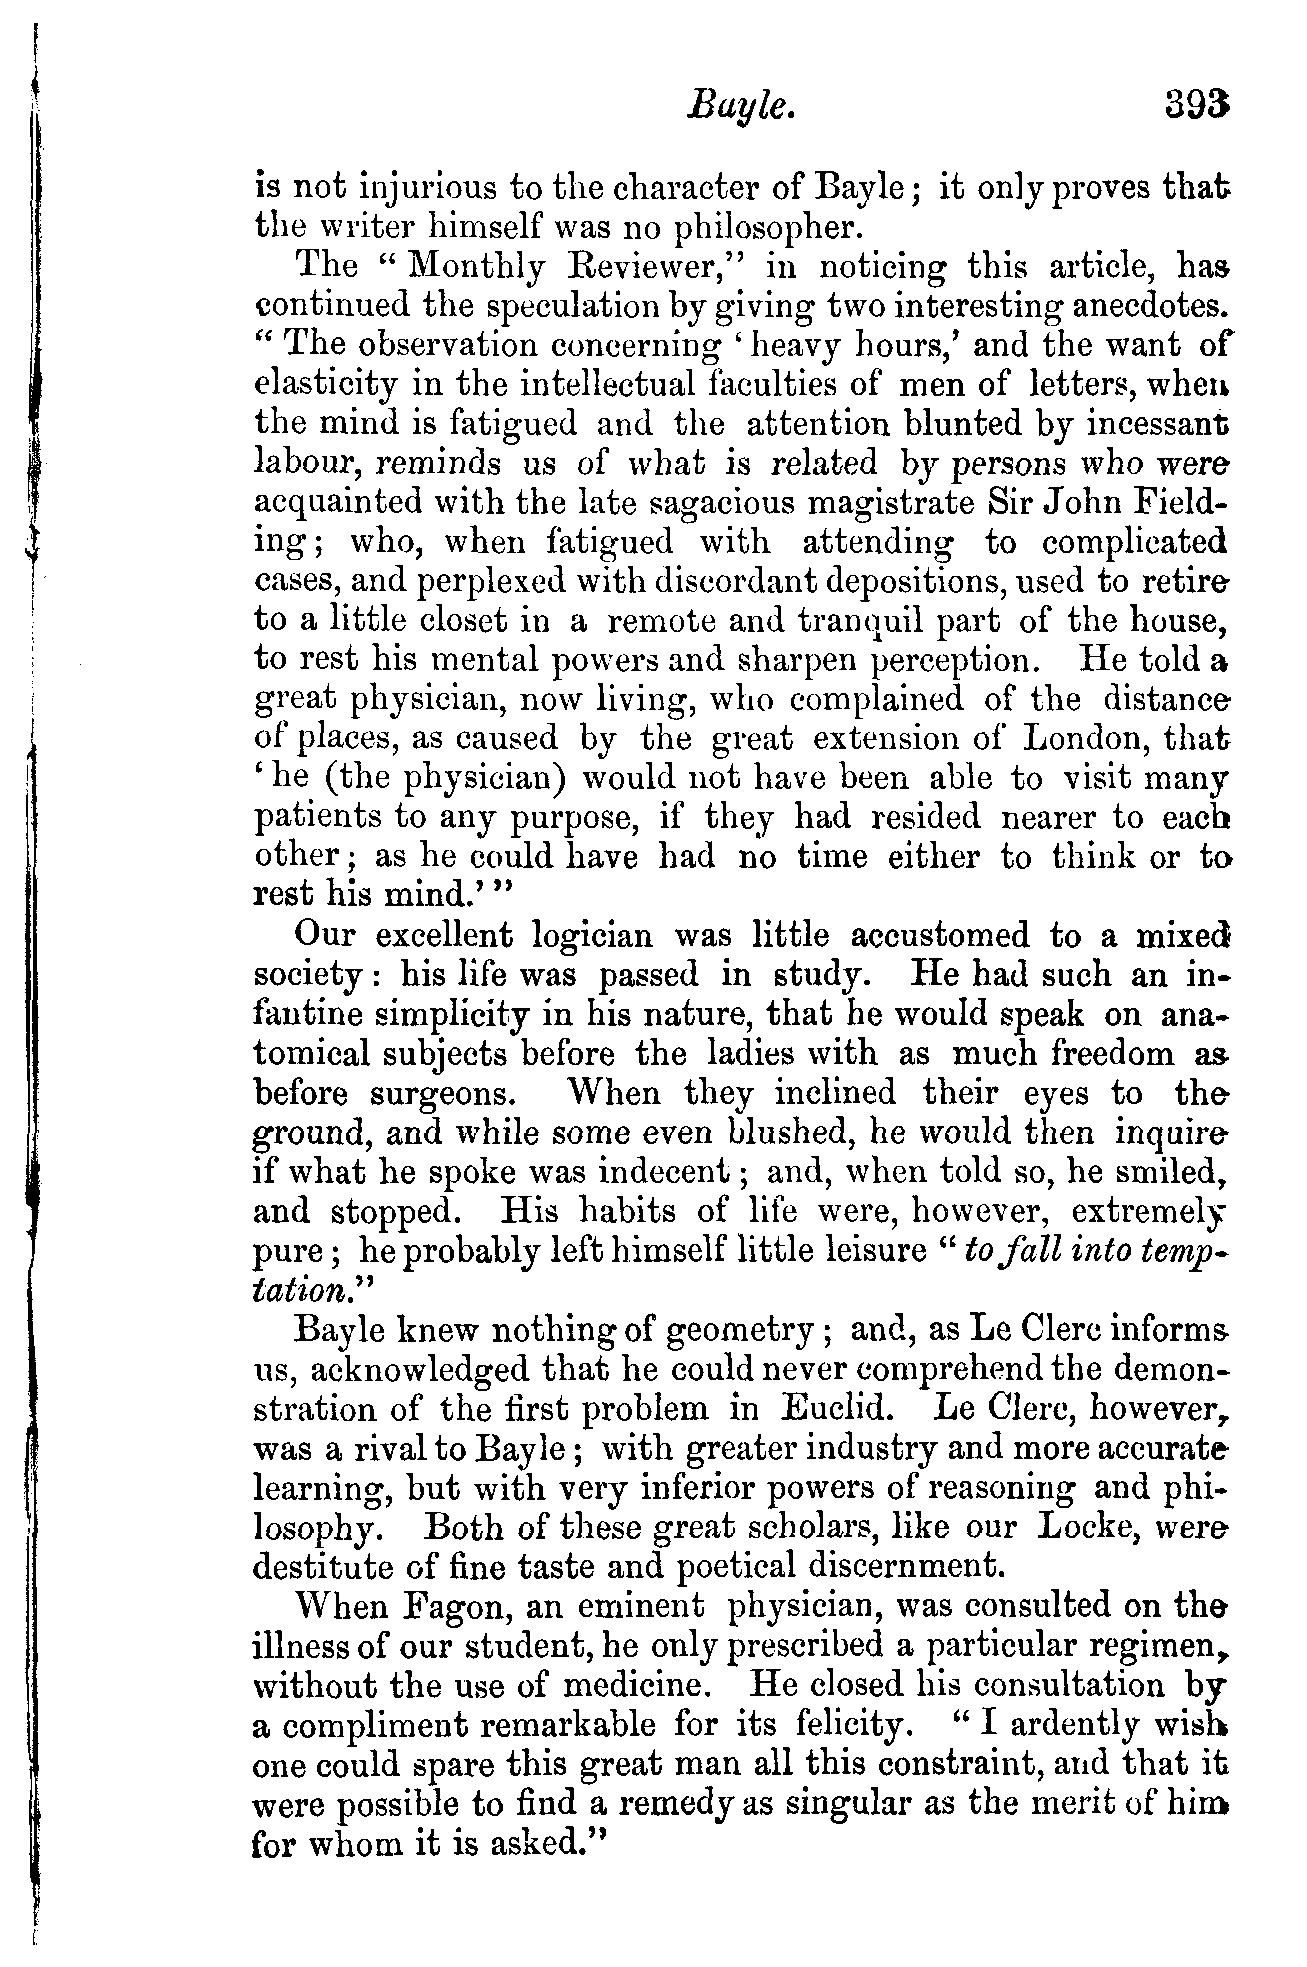 Bayle. 393
is not injurious to the character of Bayle; it only proves that
the writer himself was no philosopher.
The “Monthly Reviewer,” in noticing this article, has
continued the speculation by giving two interesting anecdotes.
“The observation concerning ‘heavy hours,’ and the want of
elasticity in the intellectual faculties of men of letters, when
the mind is fatigued and the attention blunted by incessant
labour, reminds us of what is related by persons who were
acquainted with the late sagacious magistrate Sir John Field-
ing; who, when fatigued with attending to complicated
cases, and perplexed with discordant depositions, used to retire
to a little closet in a remote and tranquil part of the house,
to rest his mental powers and sharpen perception. He told a
great physician, now living, who complained of the distance
of places, as caused by the great extension of London, that
‘he (the physician) would not have been able to visit many
patients to any purpose, if they had resided nearer to each
other; as he could have had no time either to think or to
rest his mind.’”
Our excellent logician was little accustomed to a mixed
society: his life was passed in study. He had such an in-
fantine simplicity in his nature, that he would speak on ana-
tomical subjects before the ladies with as much freedom as
before surgeons. When they inclined their eyes to the
ground, and while some even blushed, he would then inquire
if what he spoke was indecent; and, when told so, he smiled,
and stopped. His habits of life were, however, extremely
pure; he probably left himself little leisure “to fall into temp-
tation.”
Bayle knew nothing of geometry; and, as Le Clerc informs
us, acknowledged that he could never comprehend the demon-
stration of the first problem in Euclid. Le Clerc, however,
was a rival to Bayle; with greater industry and more accurate
learning, but with very inferior powers of reasoning and phi-
losophy. Both of these great scholars, like our Locke, were
destitute of fine taste and poetical discernment.
When Fagon, an eminent physician, was consulted on the
illness of our student, he only prescribed a particular regimen,
without the use of medicine. He closed his consultation by
a compliment remarkable for its felicity. “I ardently wish
one could spare this great man all this constraint, and that it
were possible to find a remedy as singular as the merit of him
for whom it is asked.”